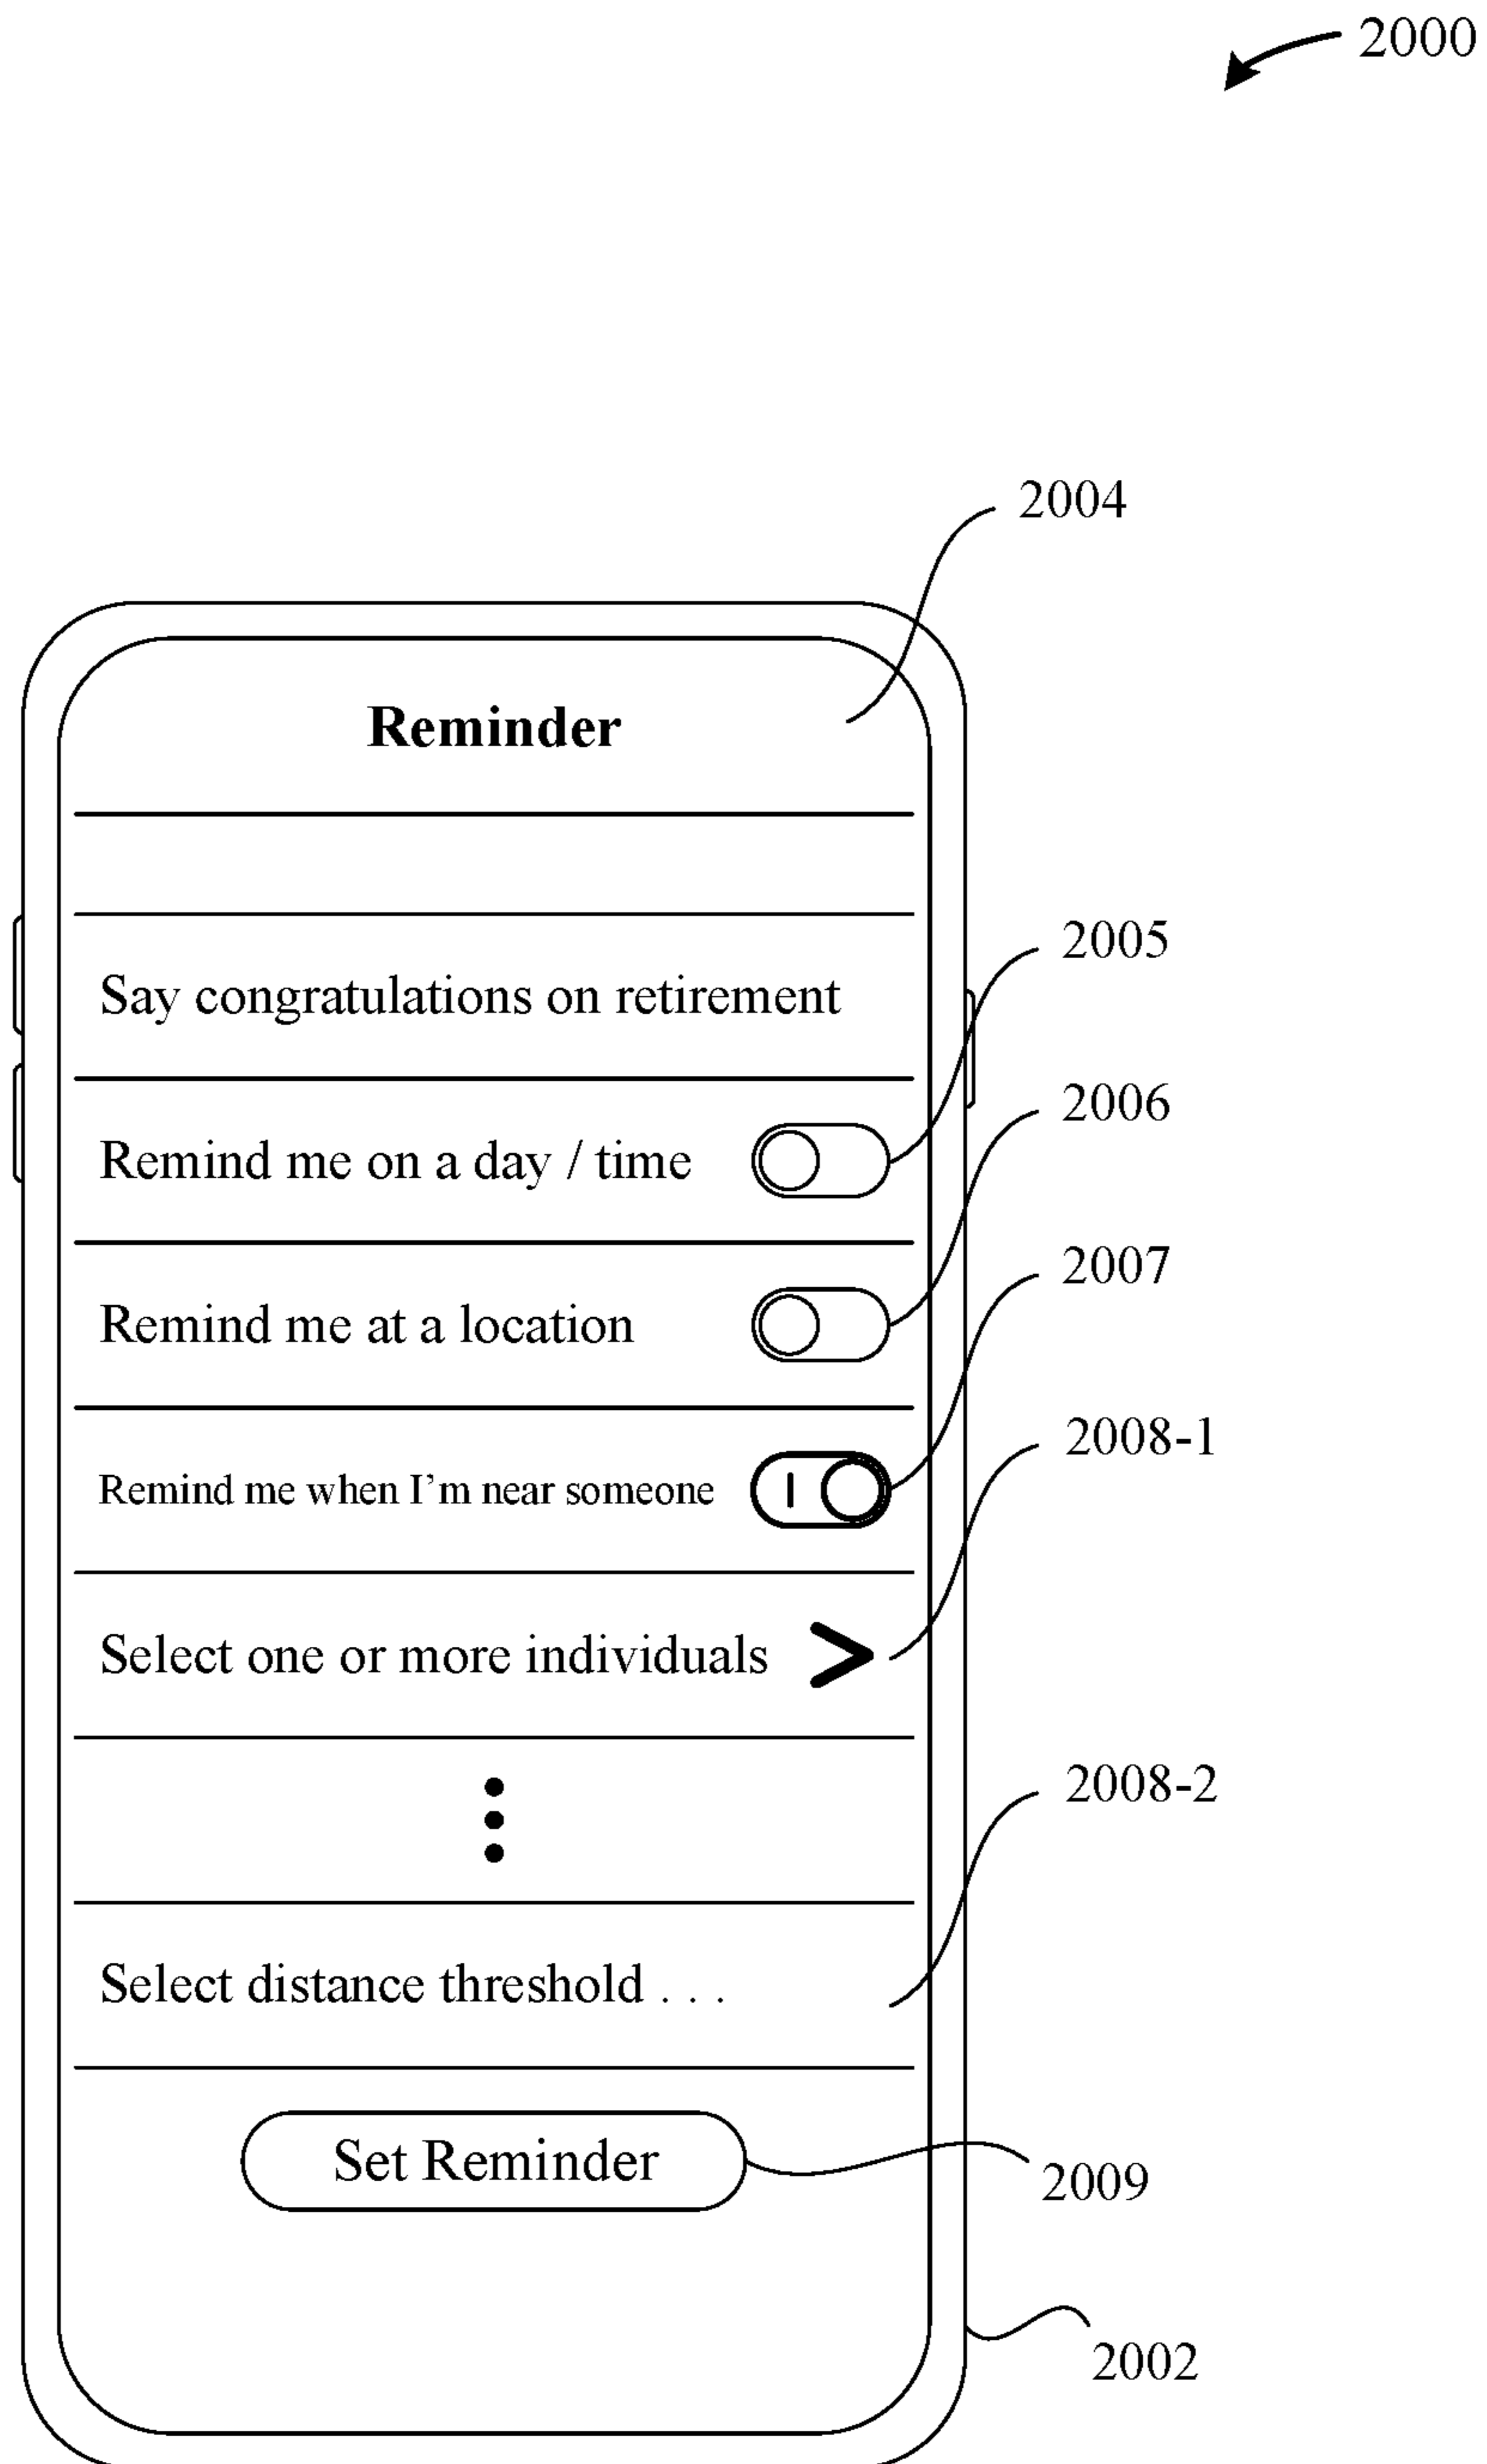 2000
2004
Reminder
2005
Say congratulations on retirement
2006
Remind me on a day / time
2007
Remind me at a location
2008-1
Remind me when I’m near someone
Select one or more individuals
2008-2
Select distance threshold . . .
Set Reminder
2009
2002